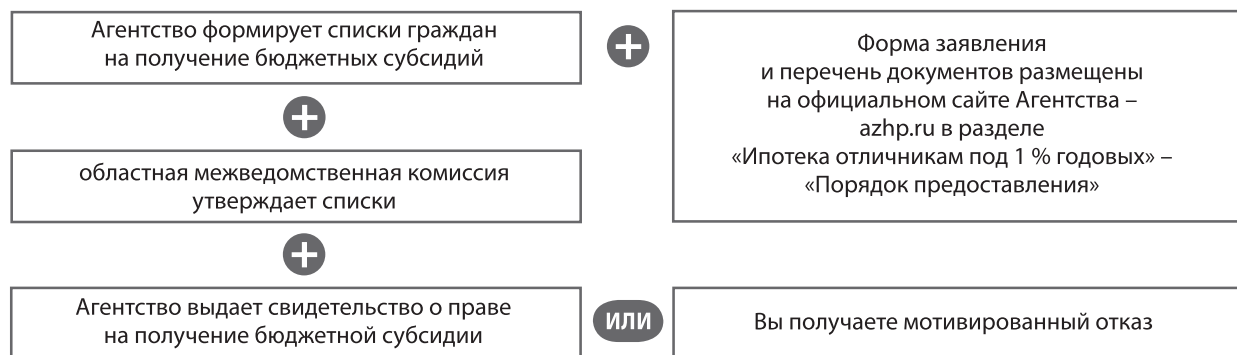 Агентство формирует списки граждан
на получение бюджетных субсидий
Форма заявления
и перечень документов размещены
на официальном сайте Агентства –
azhp.ru в разделе
«Ипотека отличникам под 1 % годовых» –
«Порядок предоставления»
областная межведомственная комиссия
утверждает списки
Агентство выдает свидетельство о праве
на получение бюджетной субсидии
ИЛИ
Вы получаете мотивированный отказ